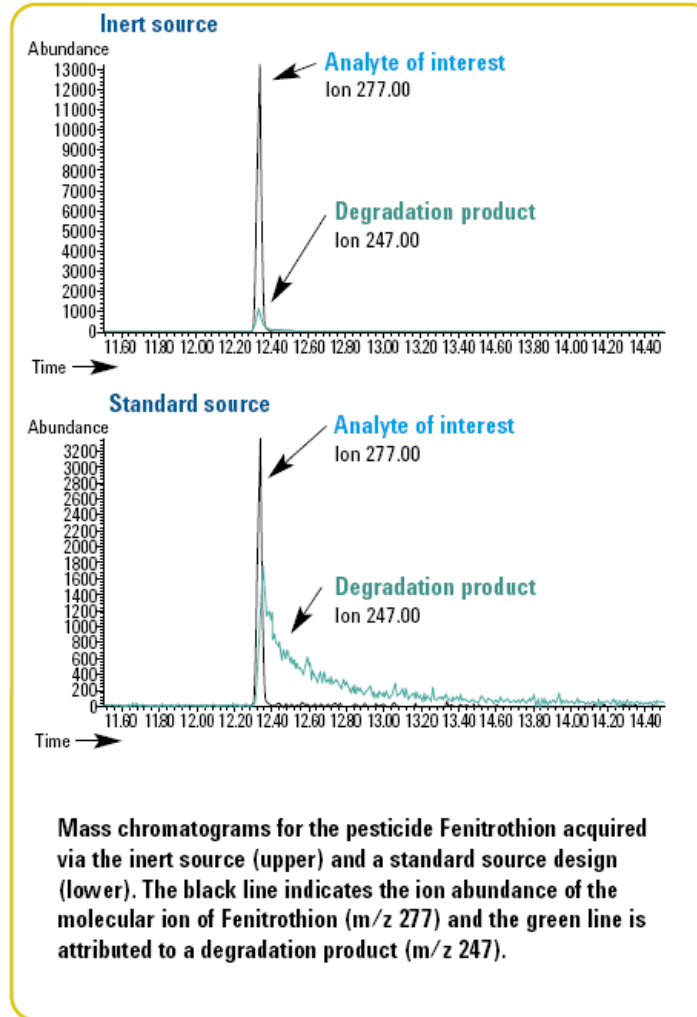 Inert source
Abundance
13000
12000
11000
10000
9000
8000
7000
6000
5000
4000
3000
2000
1000
0
Analyte of interest
Ion 277.00
Degradation product
Ion 247.00
11.60 11.80 12.00 12.20 12.40 12.60 12.80 13.00 13.20 13.40 13.60 13.80 14.00 14.20 14.40
Time
Standard source
Abundance
3200
3000
2800
2600
2400
2200
2000
1800
1600
1400
1200
1000
800
600
400
200
0
Analyte of interest
Ion 277.00
Degradation product
Ion 247.00
11.60 11.80 12.00 12.20 12.40 12.60 12.80 13.00 13.20 13.40 13.60 13.80 14.00 14.20 14.40
Time
Mass chromatograms for the pesticide Fenitrothion acquired
via the inert source (upper) and a standard source design
(lower). The black line indicates the ion abundance of the
molecular ion of Fenitrothion (m/z 277) and the green line is
attributed to a degradation product (m/z 247).